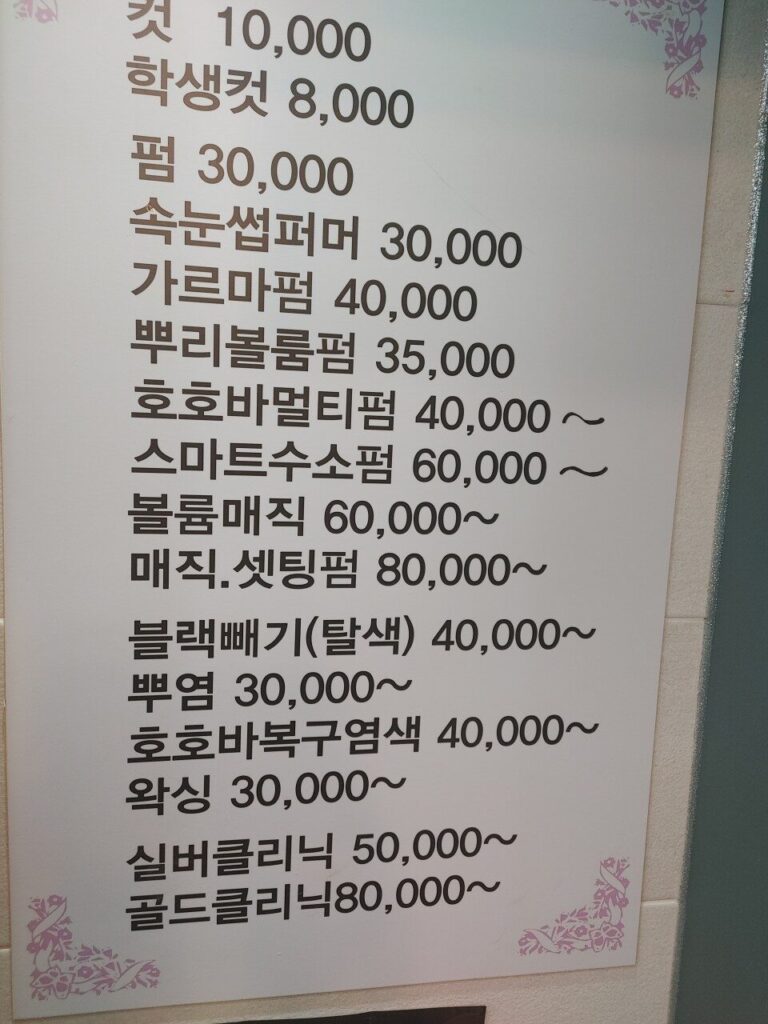 컷 10,000
학생컷 8,000
펌 30,000
속눈썹퍼머 30,000
가르마펌 40,000
뿌리볼룸펌 35,000
호호바멀티펌 40,000 ~
스마트수소펌 60,000 ~
볼륨매직 60,000~
매직.셋팅펌 80,000~
블랙빼기(탈색) 40,000~
뿌염 30,000~
호호바복구염색 40,000~
왁싱 30,000~
실버클리닉 50,000~
골드클리닉80,000~